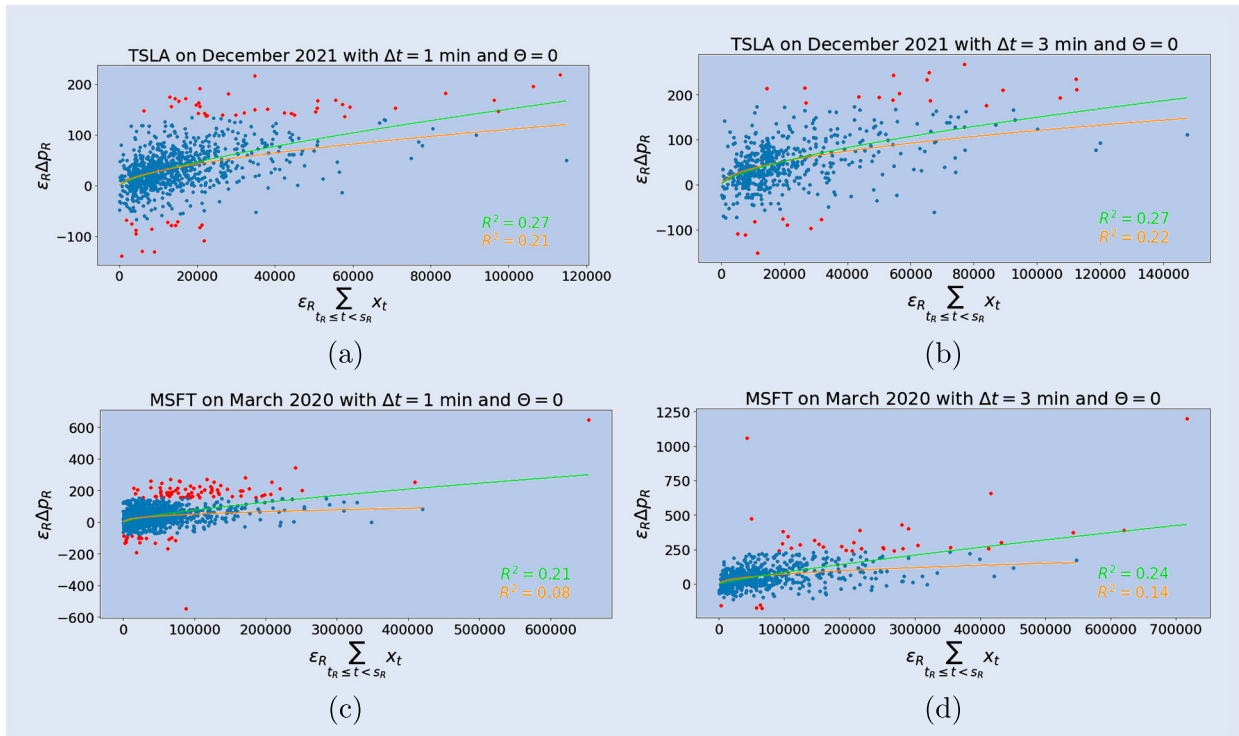 TSLA on December 2021 with Δt = 1 min and Θ = 0
200
100
0
−100
ε_R Δp_R
R² = 0.27
R² = 0.21
0 20000 40000 60000 80000 100000 120000
ε_R ∑ x_t
t_R ≤ t < s_R
(a)
TSLA on December 2021 with Δt = 3 min and Θ = 0
200
100
0
−100
ε_R Δp_R
R² = 0.27
R² = 0.22
0 20000 40000 60000 80000 100000 120000 140000
ε_R ∑ x_t
t_R ≤ t < s_R
(b)
MSFT on March 2020 with Δt = 1 min and Θ = 0
600
400
200
0
−200
−400
−600
ε_R Δp_R
R² = 0.21
R² = 0.08
0 100000 200000 300000 400000 500000 600000
ε_R ∑ x_t
t_R ≤ t < s_R
(c)
MSFT on March 2020 with Δt = 3 min and Θ = 0
1250
1000
750
500
250
0
ε_R Δp_R
R² = 0.24
R² = 0.14
0 100000 200000 300000 400000 500000 600000 700000
ε_R ∑ x_t
t_R ≤ t < s_R
(d)